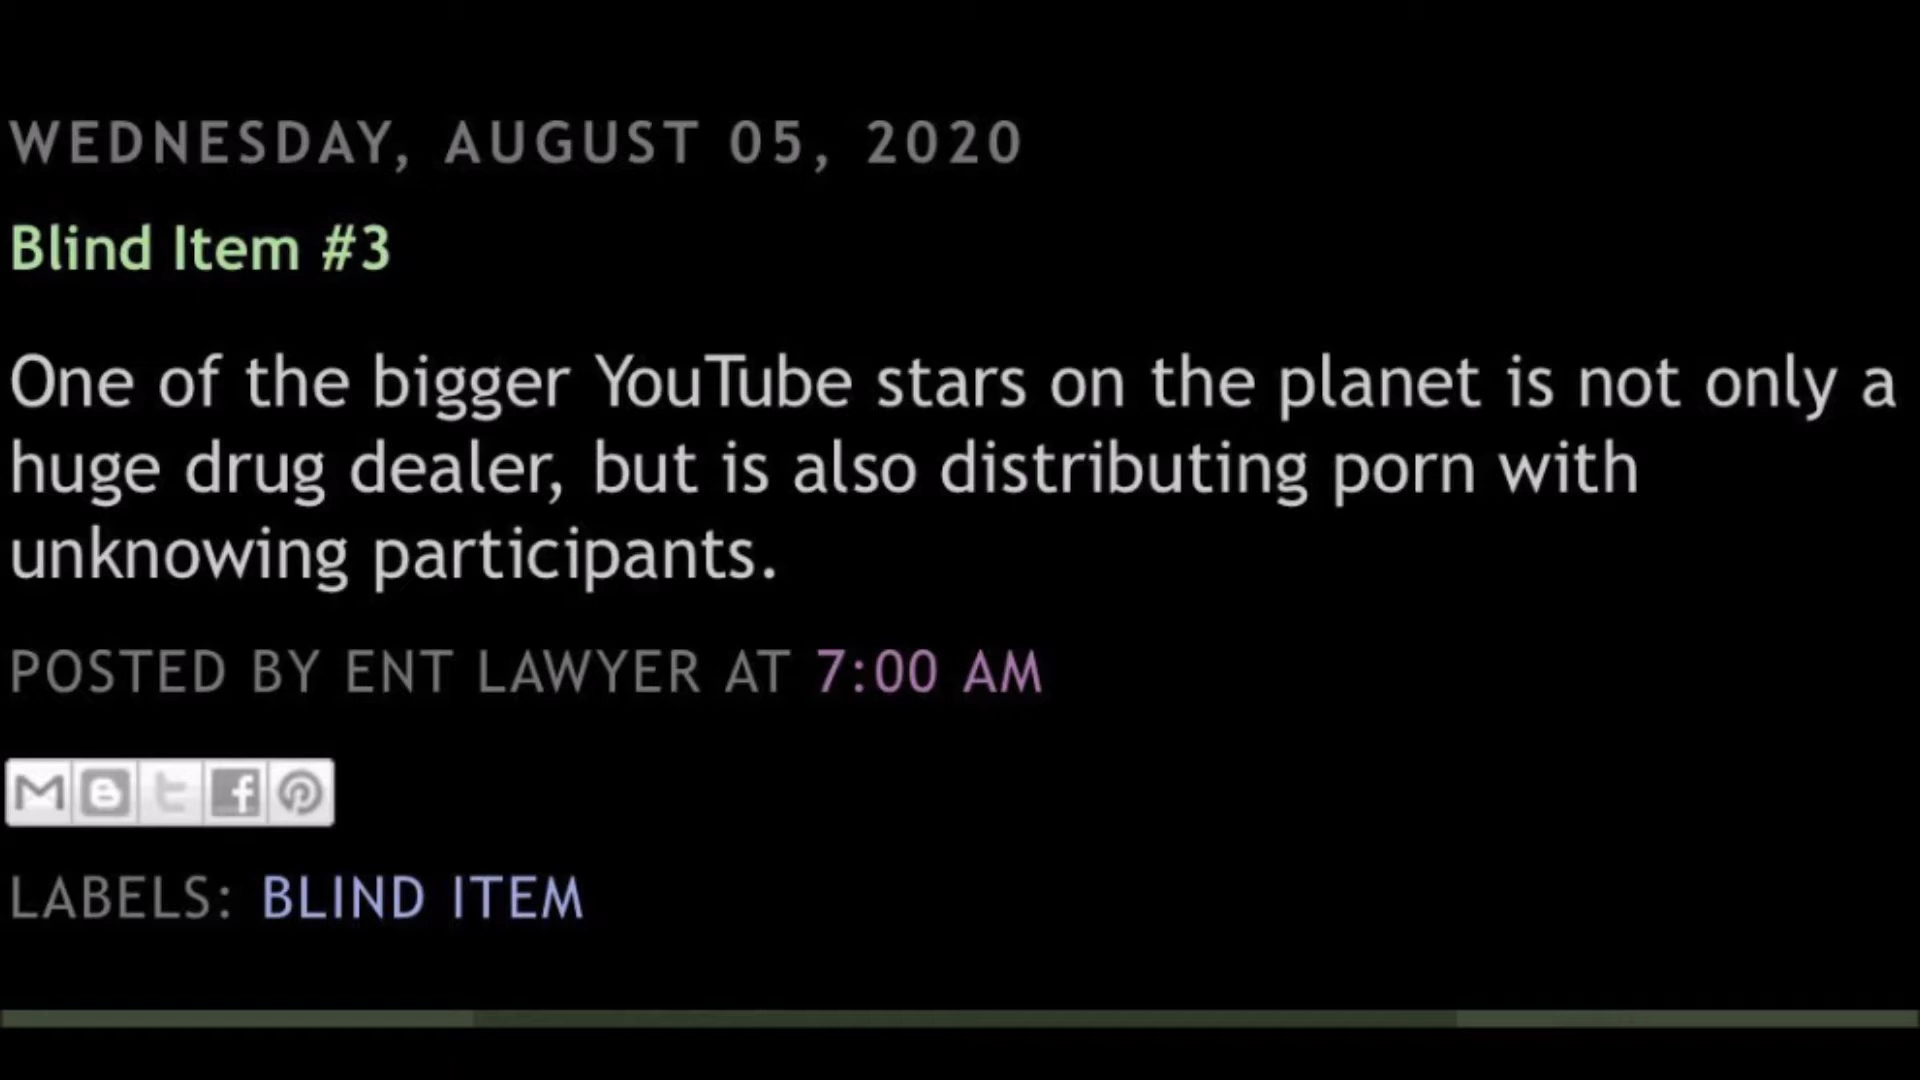 WEDNESDAY, AUGUST 05, 2020
Blind Item #3
One of the bigger YouTube stars on the planet is not only a
huge drug dealer, but is also distributing porn with
unknowing participants.
POSTED BY ENT LAWYER AT 7:00 AM
LABELS: BLIND ITEM